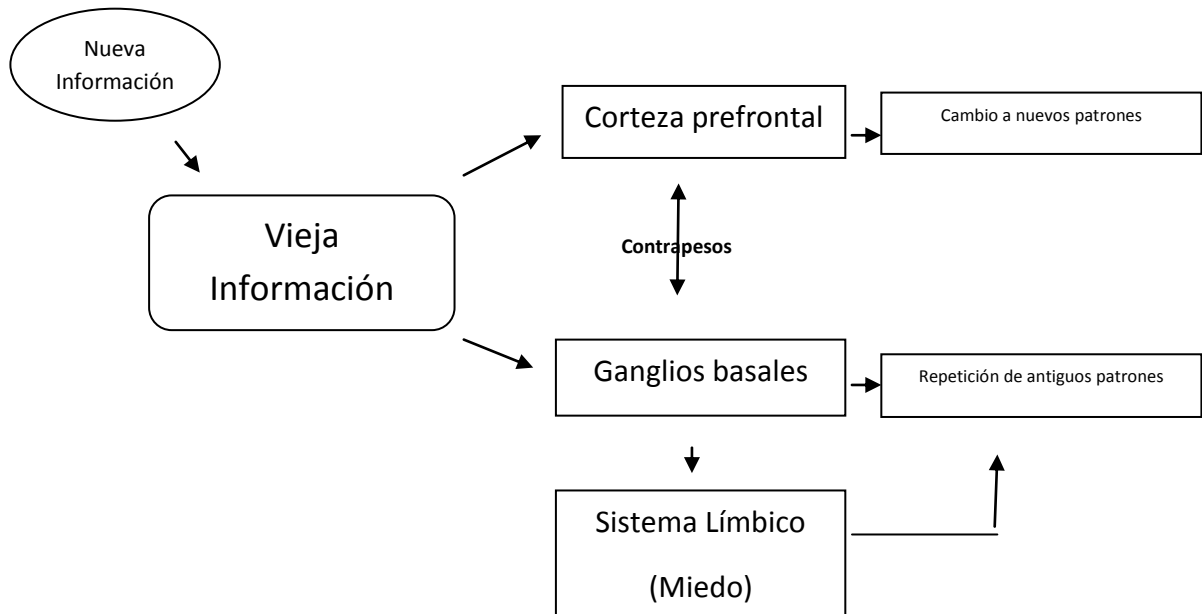 Nueva
Información
Corteza prefrontal
Cambio a nuevos patrones
Vieja
Información
Contrapesos
Ganglios basales
Repetición de antiguos patrones
Sistema Límbico
(Miedo)